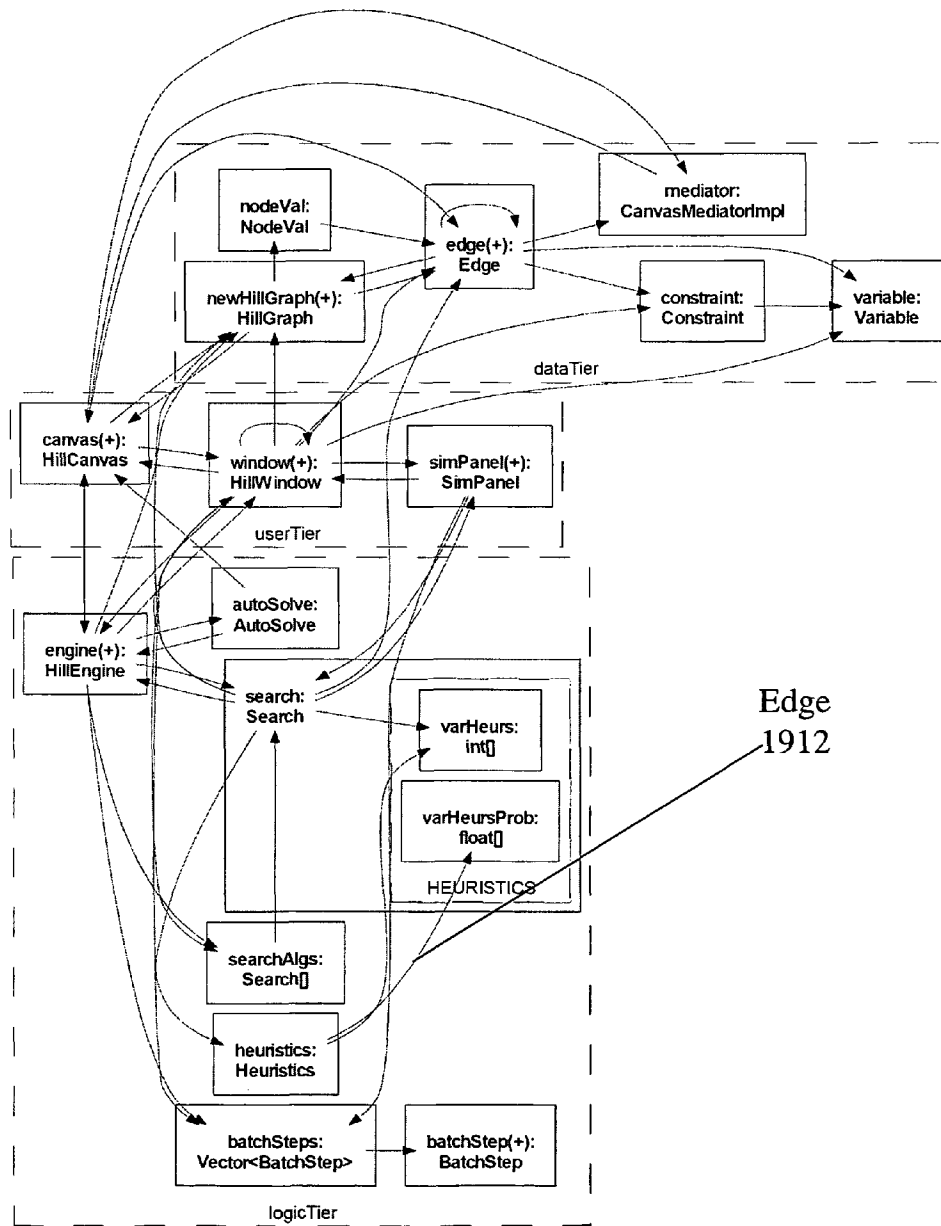 mediator:
CanvasMediatorImpl
nodeVal:
NodeVal
edge(+):
Edge
newHillGraph(+):
HillGraph
constraint:
Constraint
variable:
Variable
dataTier
canvas(+):
HillCanvas
window(+):
HillWindow
simPanel(+):
SimPanel
userTier
autoSolve:
AutoSolve
engine(+):
HillEngine
search:
Search
varHeurs:
int[]
Edge
1912
varHeursProb:
float[]
HEURISTICS
searchAlgs:
Search[]
heuristics:
Heuristics
batchSteps:
Vector<BatchStep>
batchStep(+):
BatchStep
logicTier